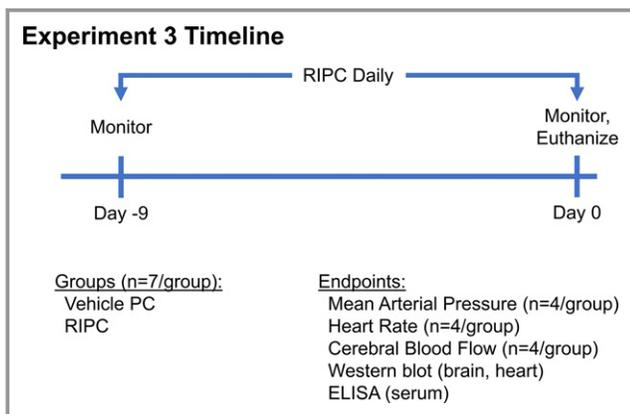 Experiment 3 Timeline
RIPC Daily
Monitor
Monitor,
Euthanize
Day -9
Day 0
Groups (n=7/group):
Vehicle PC
RIPC
Endpoints:
Mean Arterial Pressure (n=4/group)
Heart Rate (n=4/group)
Cerebral Blood Flow (n=4/group)
Western blot (brain, heart)
ELISA (serum)